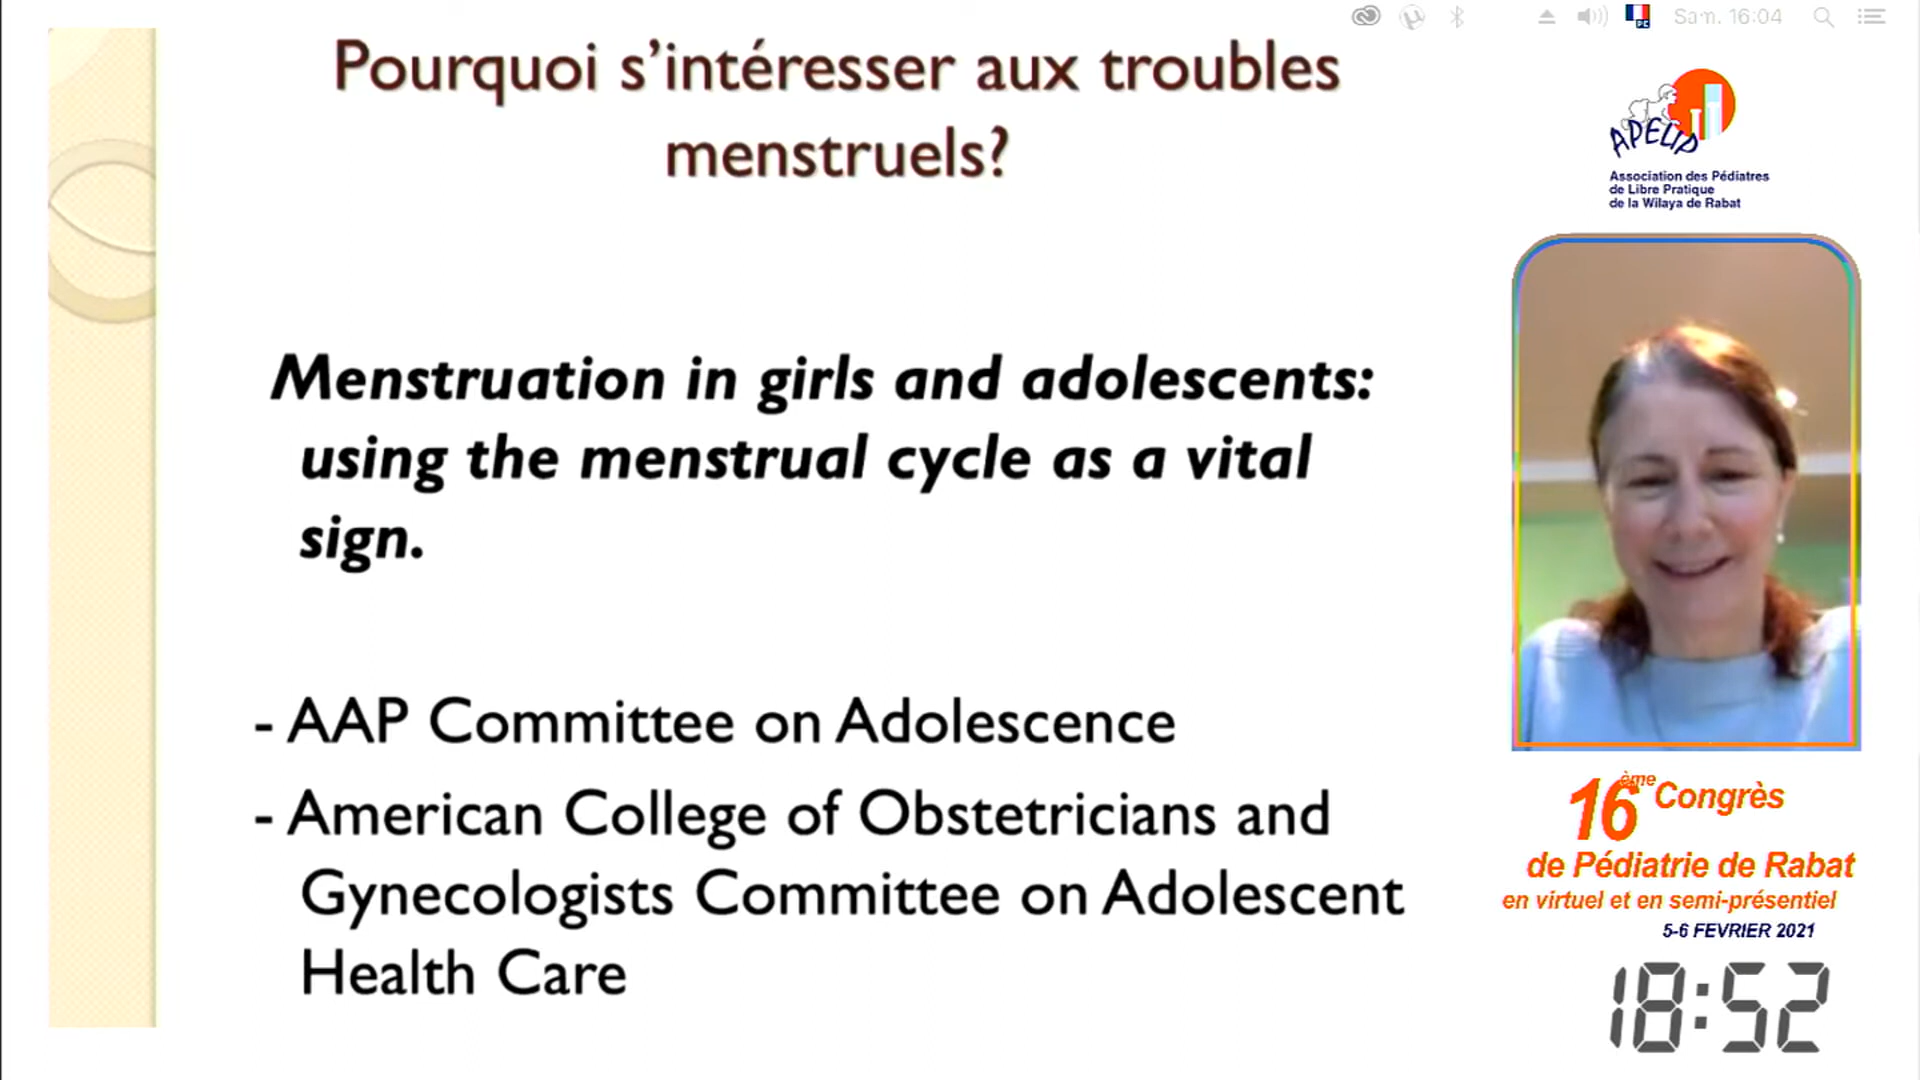 Sam. 16:04
Pourquoi s'intéresser aux troubles
menstruels?
APELIP
Association des Pédiatres
de Libre Pratique
de la Wilaya de Rabat
Menstruation in girls and adolescents:
using the menstrual cycle as a vital
sign.
- AAP Committee on Adolescence
- American College of Obstetricians and
Gynecologists Committee on Adolescent
Health Care
16ème Congrès
de Pédiatrie de Rabat
en virtuel et en semi-présentiel
5-6 FEVRIER 2021
18:52